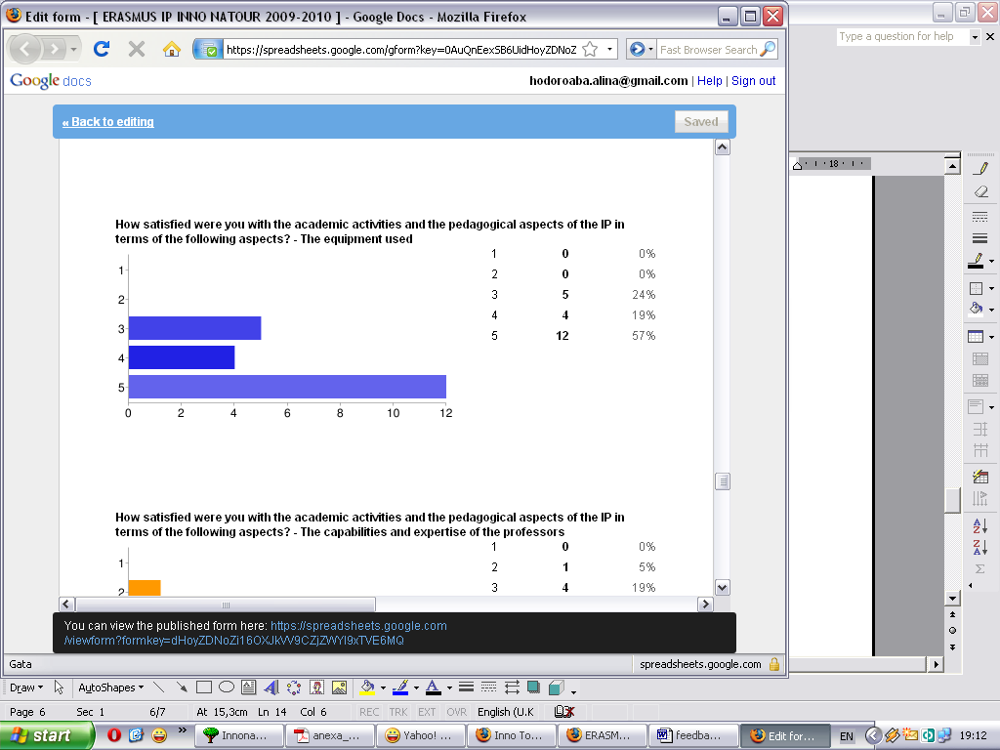 Edit form - [ ERASMUS IP INNO NATOUR 2009-2010 ] - Google Docs - Mozilla Firefox
Type a question for help
https://spreadsheets.google.com/gform?key=0AuQnEexSB6UidHoyZDNoZ
Fast Browser Search
Google docs
hodoroaba.alina@gmail.com | Help | Sign out
« Back to editing
Saved
18
How satisfied were you with the academic activities and the pedagogical aspects of the IP in
terms of the following aspects? - The equipment used
1 0 0%
2 0 0%
3 5 24%
4 4 19%
5 12 57%
1
2
3
4
5
0 2 4 6 8 10 12
How satisfied were you with the academic activities and the pedagogical aspects of the IP in
terms of the following aspects? - The capabilities and expertise of the professors
1 0 0%
2 1 5%
3 4 19%
1
2
You can view the published form here: https://spreadsheets.google.com
/viewform?formkey=dHoyZDNoZi16OXJkVV9CZjZWYl9xTVE6MQ
Gata
spreadsheets.google.com
Draw AutoShapes
Page 6 Sec 1 6/7 At 15,3cm Ln 14 Col 6 REC TRK EXT OVR English (U.K
start Innona... anexa_... Yahoo! ... Inno To... ERASM... feedba... Edit for... EN 19:12